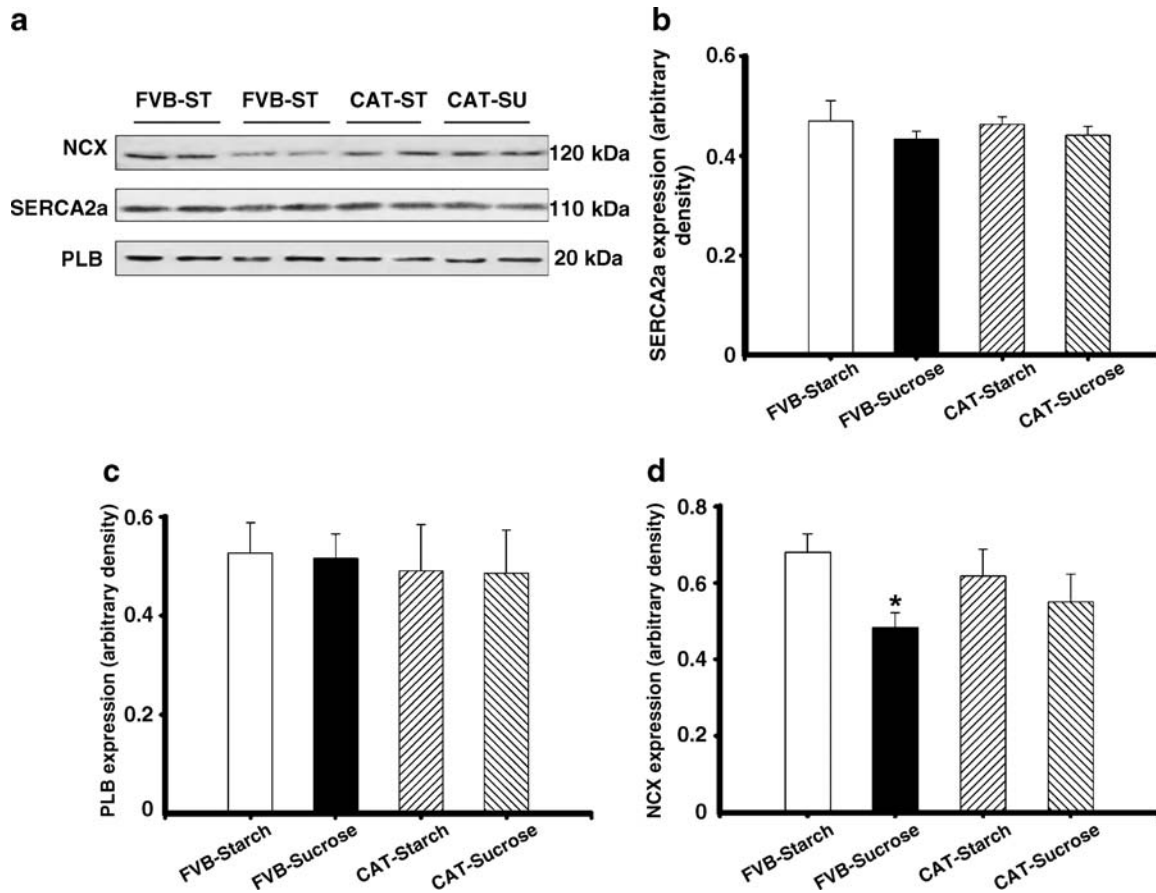 a
FVB-ST FVB-ST CAT-ST CAT-SU
NCX 120 kDa
SERCA2a 110 kDa
PLB 20 kDa
b
SERCA2a expression (arbitrary
density)
0.6
0.4
0.2
0
FVB-Starch
FVB-Sucrose
CAT-Starch
CAT-Sucrose
c
PLB expression (arbitrary density)
0.6
0.4
0.2
0
FVB-Starch
FVB-Sucrose
CAT-Starch
CAT-Sucrose
d
NCX expression (arbitrary density)
0.8
0.6
0.4
0.2
0
*
FVB-Starch
FVB-Sucrose
CAT-Starch
CAT-Sucrose